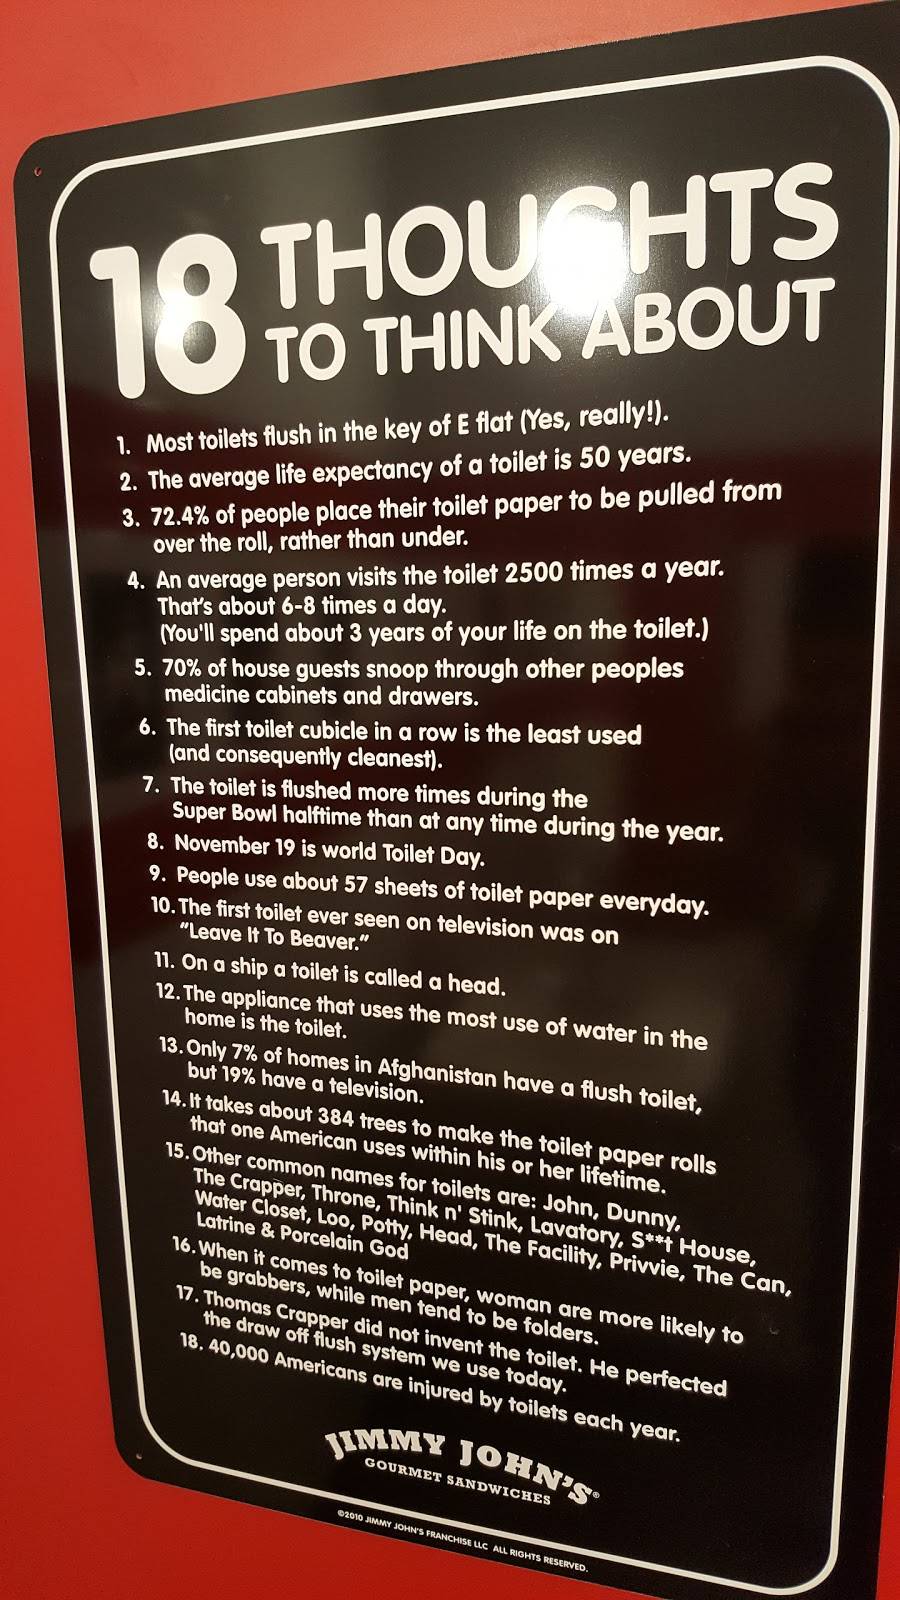 18 THOUGHTS
TO THINK ABOUT
1. Most toilets flush in the key of E flat (Yes, really!).
2. The average life expectancy of a toilet is 50 years.
3. 72.4% of people place their toilet paper to be pulled from
over the roll, rather than under.
4. An average person visits the toilet 2500 times a year.
That's about 6-8 times a day.
(You'll spend about 3 years of your life on the toilet.)
5. 70% of house guests snoop through other peoples
medicine cabinets and drawers.
6. The first toilet cubicle in a row is the least used
(and consequently cleanest).
7. The toilet is flushed more times during the
Super Bowl halftime than at any time during the year.
8. November 19 is world Toilet Day.
9. People use about 57 sheets of toilet paper everyday.
10. The first toilet ever seen on television was on
"Leave It To Beaver."
11. On a ship a toilet is called a head.
12. The appliance that uses the most use of water in the
home is the toilet.
13. Only 7% of homes in Afghanistan have a flush toilet,
but 19% have a television.
14. It takes about 384 trees to make the toilet paper rolls
that one American uses within his or her lifetime.
15. Other common names for toilets are: John, Dunny,
The Crapper, Throne, Think n' Stink, Lavatory, S**t House,
Water Closet, Loo, Potty, Head, The Facility, Privvie, The Can,
Latrine & Porcelain God
16. When it comes to toilet paper, woman are more likely to
be grabbers, while men tend to be folders.
17. Thomas Crapper did not invent the toilet. He perfected
the draw off flush system we use today.
18. 40,000 Americans are injured by toilets each year.
JIMMY JOHN'S®
GOURMET SANDWICHES
©2010 JIMMY JOHN'S FRANCHISE LLC ALL RIGHTS RESERVED.